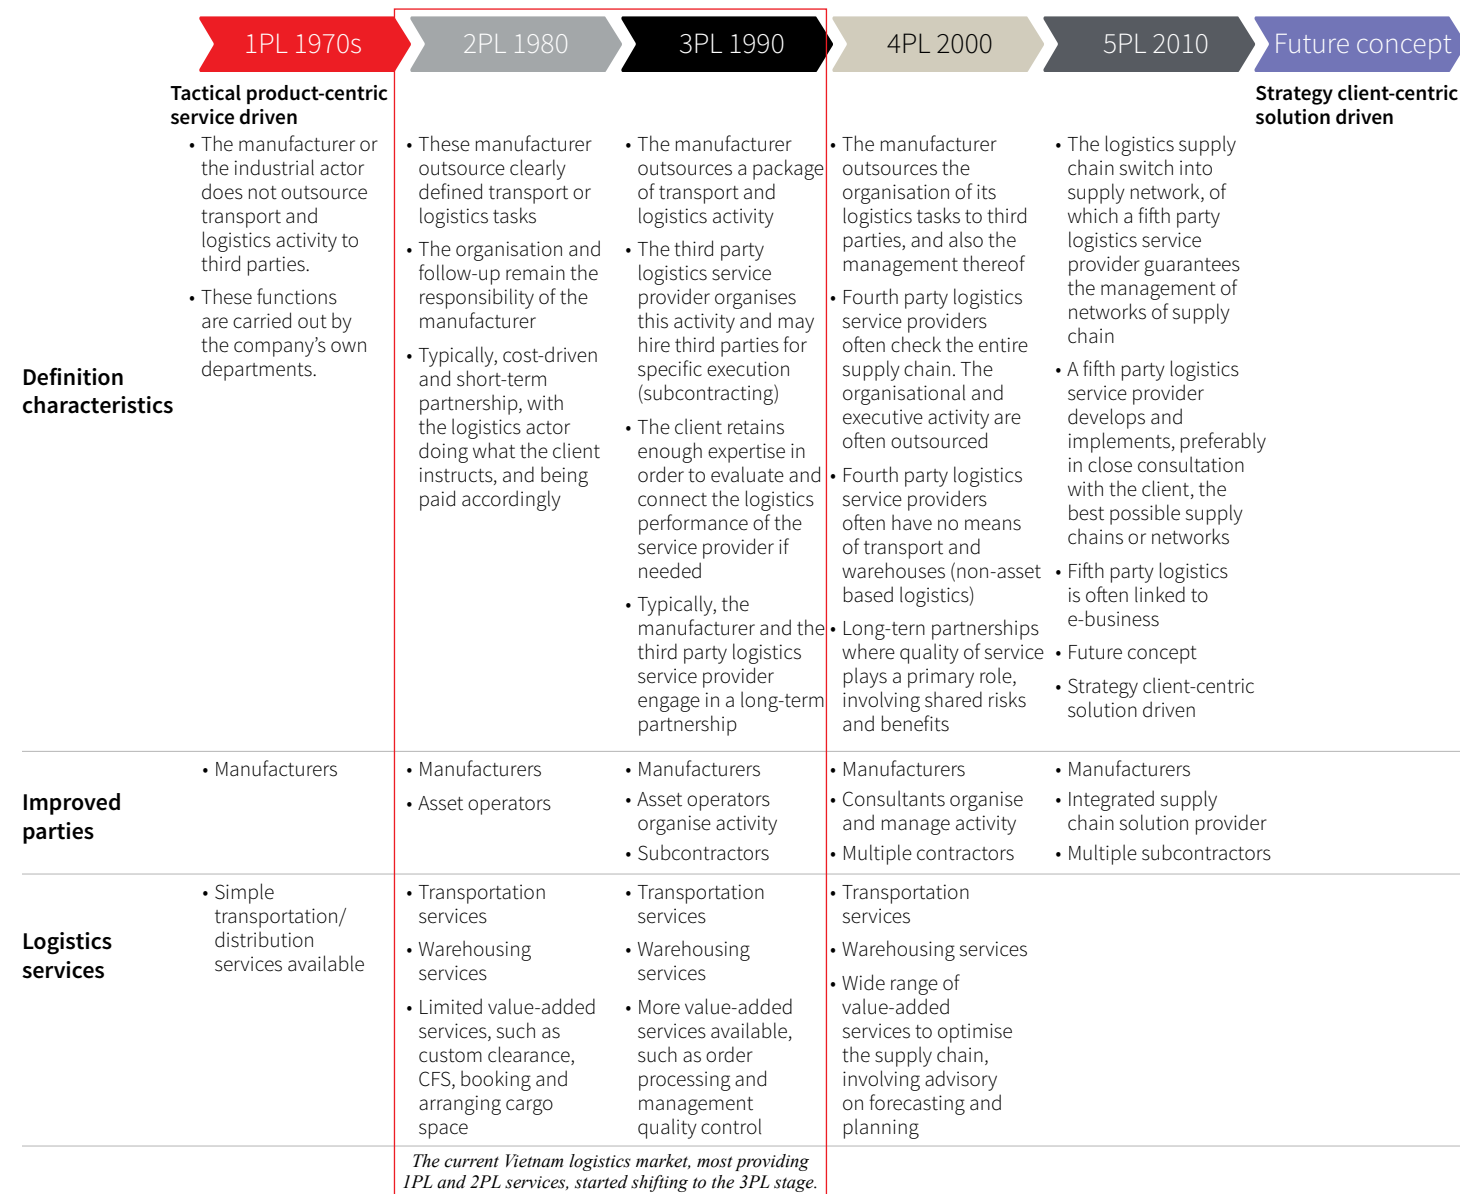 1PL 1970s
2PL 1980
3PL 1990
4PL 2000
5PL 2010
Future concept
Tactical product-centric
service driven
Strategy client-centric
solution driven
Definition
characteristics
• The manufacturer or
the industrial actor
does not outsource
transport and
logistics activity to
third parties.
• These functions
are carried out by
the company's own
departments.
• These manufacturer
outsource clearly
defined transport or
logistics tasks
• The organisation and
follow-up remain the
responsibility of the
manufacturer
• Typically, cost-driven
and short-term
partnership, with
the logistics actor
doing what the client
instructs, and being
paid accordingly
• The manufacturer
outsources a package
of transport and
logistics activity
• The third party
logistics service
provider organises
this activity and may
hire third parties for
specific execution
(subcontracting)
• The client retains
enough expertise in
order to evaluate and
connect the logistics
performance of the
service provider if
needed
• Typically, the
manufacturer and the
third party logistics
service provider
engage in a long-term
partnership
• The manufacturer
outsources the
organisation of its
logistics tasks to third
parties, and also the
management thereof
• Fourth party logistics
service providers
often check the entire
supply chain. The
organisational and
executive activity are
often outsourced
• Fourth party logistics
service providers
often have no means
of transport and
warehouses (non-asset
based logistics)
• Long-tern partnerships
where quality of service
plays a primary role,
involving shared risks
and benefits
• The logistics supply
chain switch into
supply network, of
which a fifth party
logistics service
provider guarantees
the management of
networks of supply
chain
• A fifth party logistics
service provider
develops and
implements, preferably
in close consultation
with the client, the
best possible supply
chains or networks
• Fifth party logistics
is often linked to
e-business
• Future concept
• Strategy client-centric
solution driven
Improved
parties
• Manufacturers
• Manufacturers
• Asset operators
• Manufacturers
• Asset operators
organise activity
• Subcontractors
• Manufacturers
• Consultants organise
and manage activity
• Multiple contractors
• Manufacturers
• Integrated supply
chain solution provider
• Multiple subcontractors
Logistics
services
• Simple
transportation/
distribution
services available
• Transportation
services
• Warehousing
services
• Limited value-added
services, such as
custom clearance,
CFS, booking and
arranging cargo
space
• Transportation
services
• Warehousing
services
• More value-added
services available,
such as order
processing and
management
quality control
• Transportation
services
• Warehousing services
• Wide range of
value-added
services to optimise
the supply chain,
involving advisory
on forecasting and
planning
The current Vietnam logistics market, most providing
1PL and 2PL services, started shifting to the 3PL stage.